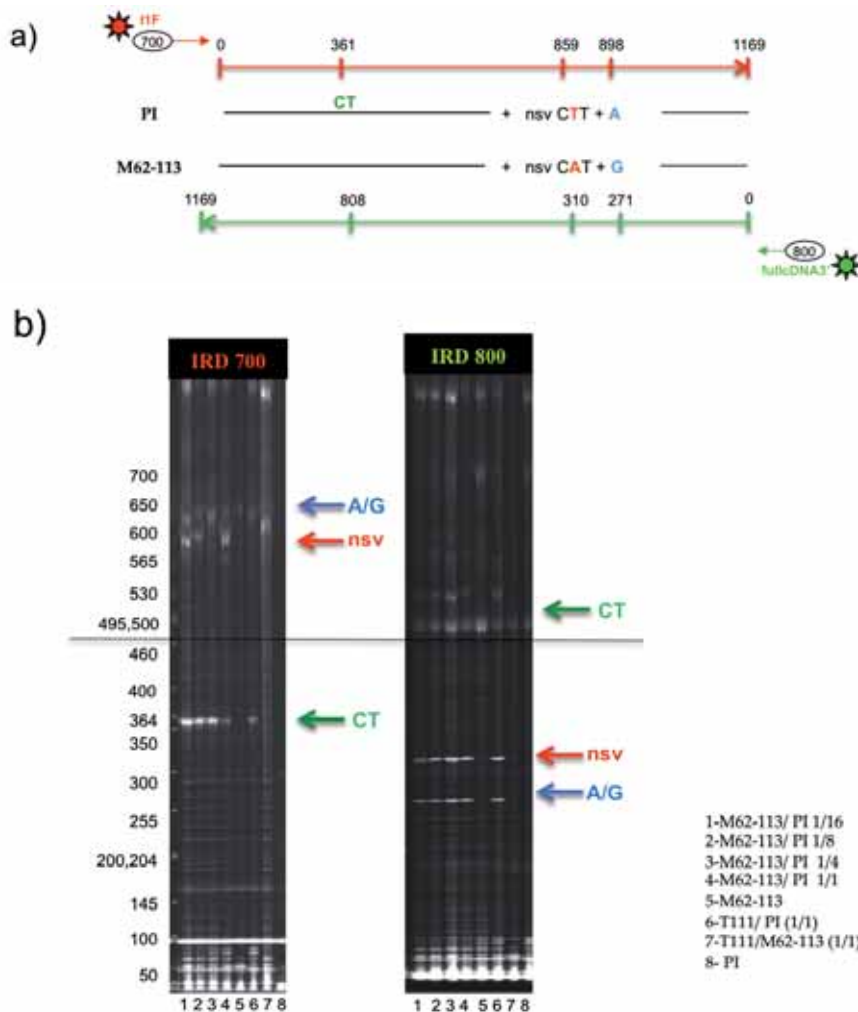 a)
t1F
700
0 361 859 898 1169
CT
PI + nsv CTT + A
M62-113 + nsv CAT + G
1169 808 310 271 0
800
fullcDNA3'
b)
IRD 700 IRD 800
700
650
600
565
530
495,500
460
400
364
350
300
255
200,204
145
100
50
A/G
nsv
CT
CT
nsv
A/G
1 2 3 4 5 6 7 8
1 2 3 4 5 6 7 8
1-M62-113/ PI 1/16
2-M62-113/ PI 1/8
3-M62-113/ PI 1/4
4-M62-113/ PI 1/1
5-M62-113
6-T111/ PI (1/1)
7-T111/M62-113 (1/1)
8- PI